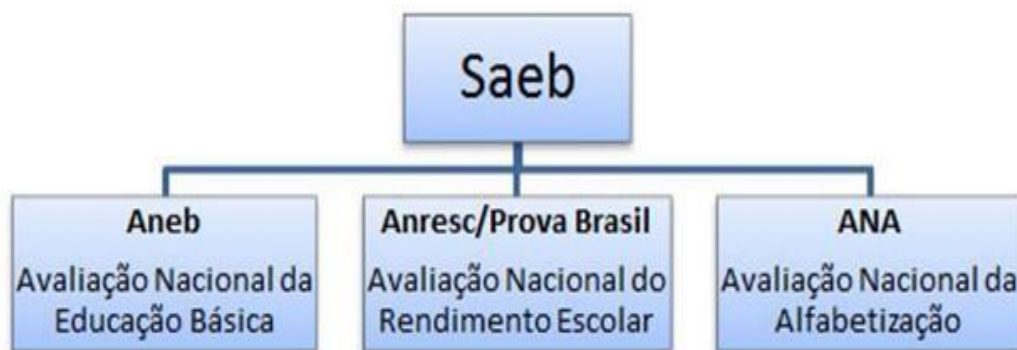 Saeb
Aneb
Avaliação Nacional da
Educação Básica
Anresc/Prova Brasil
Avaliação Nacional do
Rendimento Escolar
ANA
Avaliação Nacional da
Alfabetização